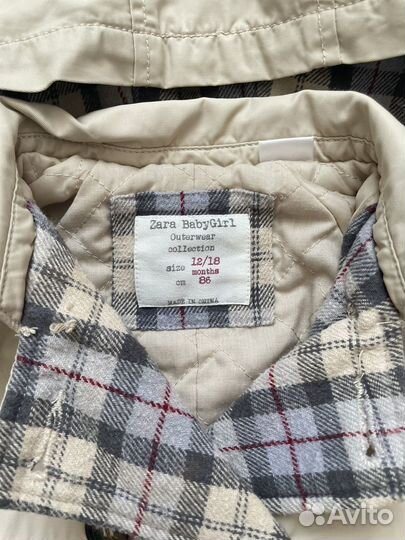 Zara BabyGirl
Outerwear
collection
size 12/18 months
cm 86
MADE IN CHINA
Avito